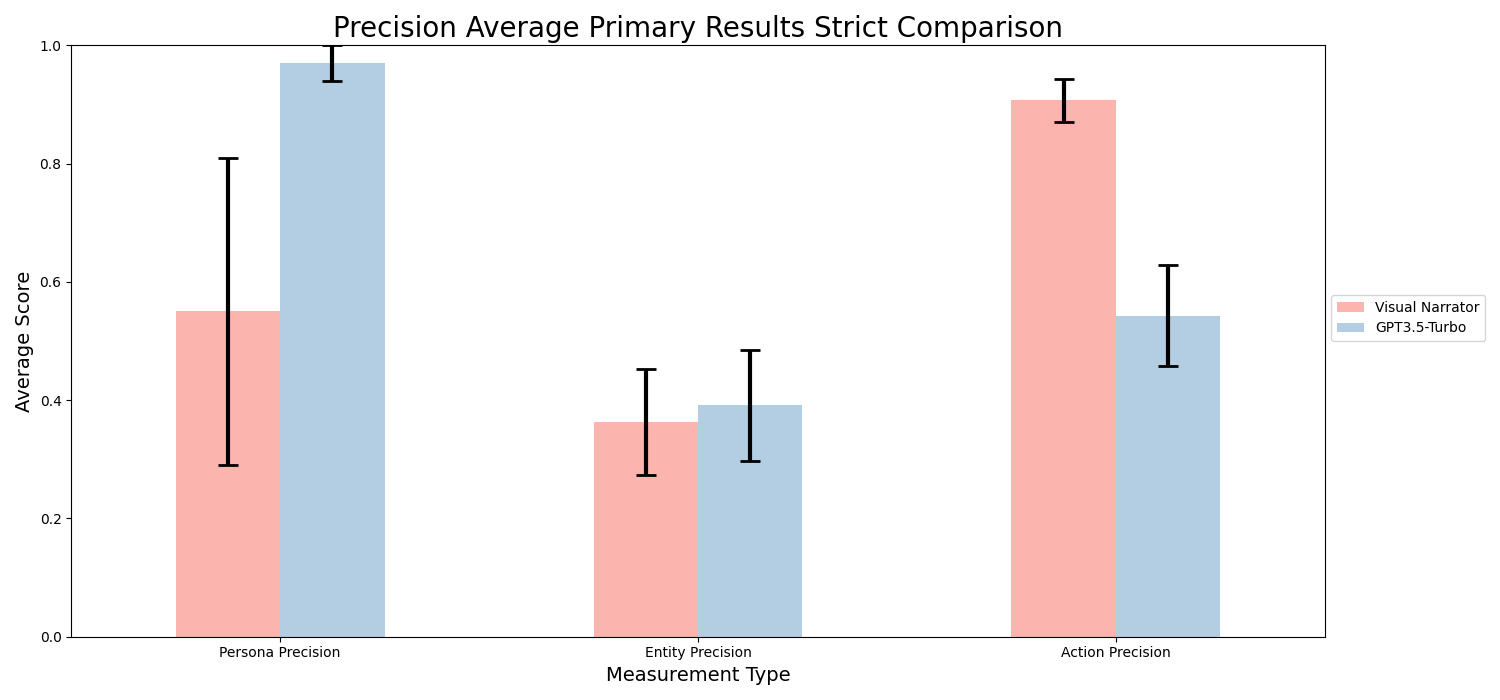 Precision Average Primary Results Strict Comparison
1.0
0.8
0.6
0.4
0.2
0.0
Average Score
Persona Precision
Entity Precision
Action Precision
Measurement Type
Visual Narrator
GPT3.5-Turbo